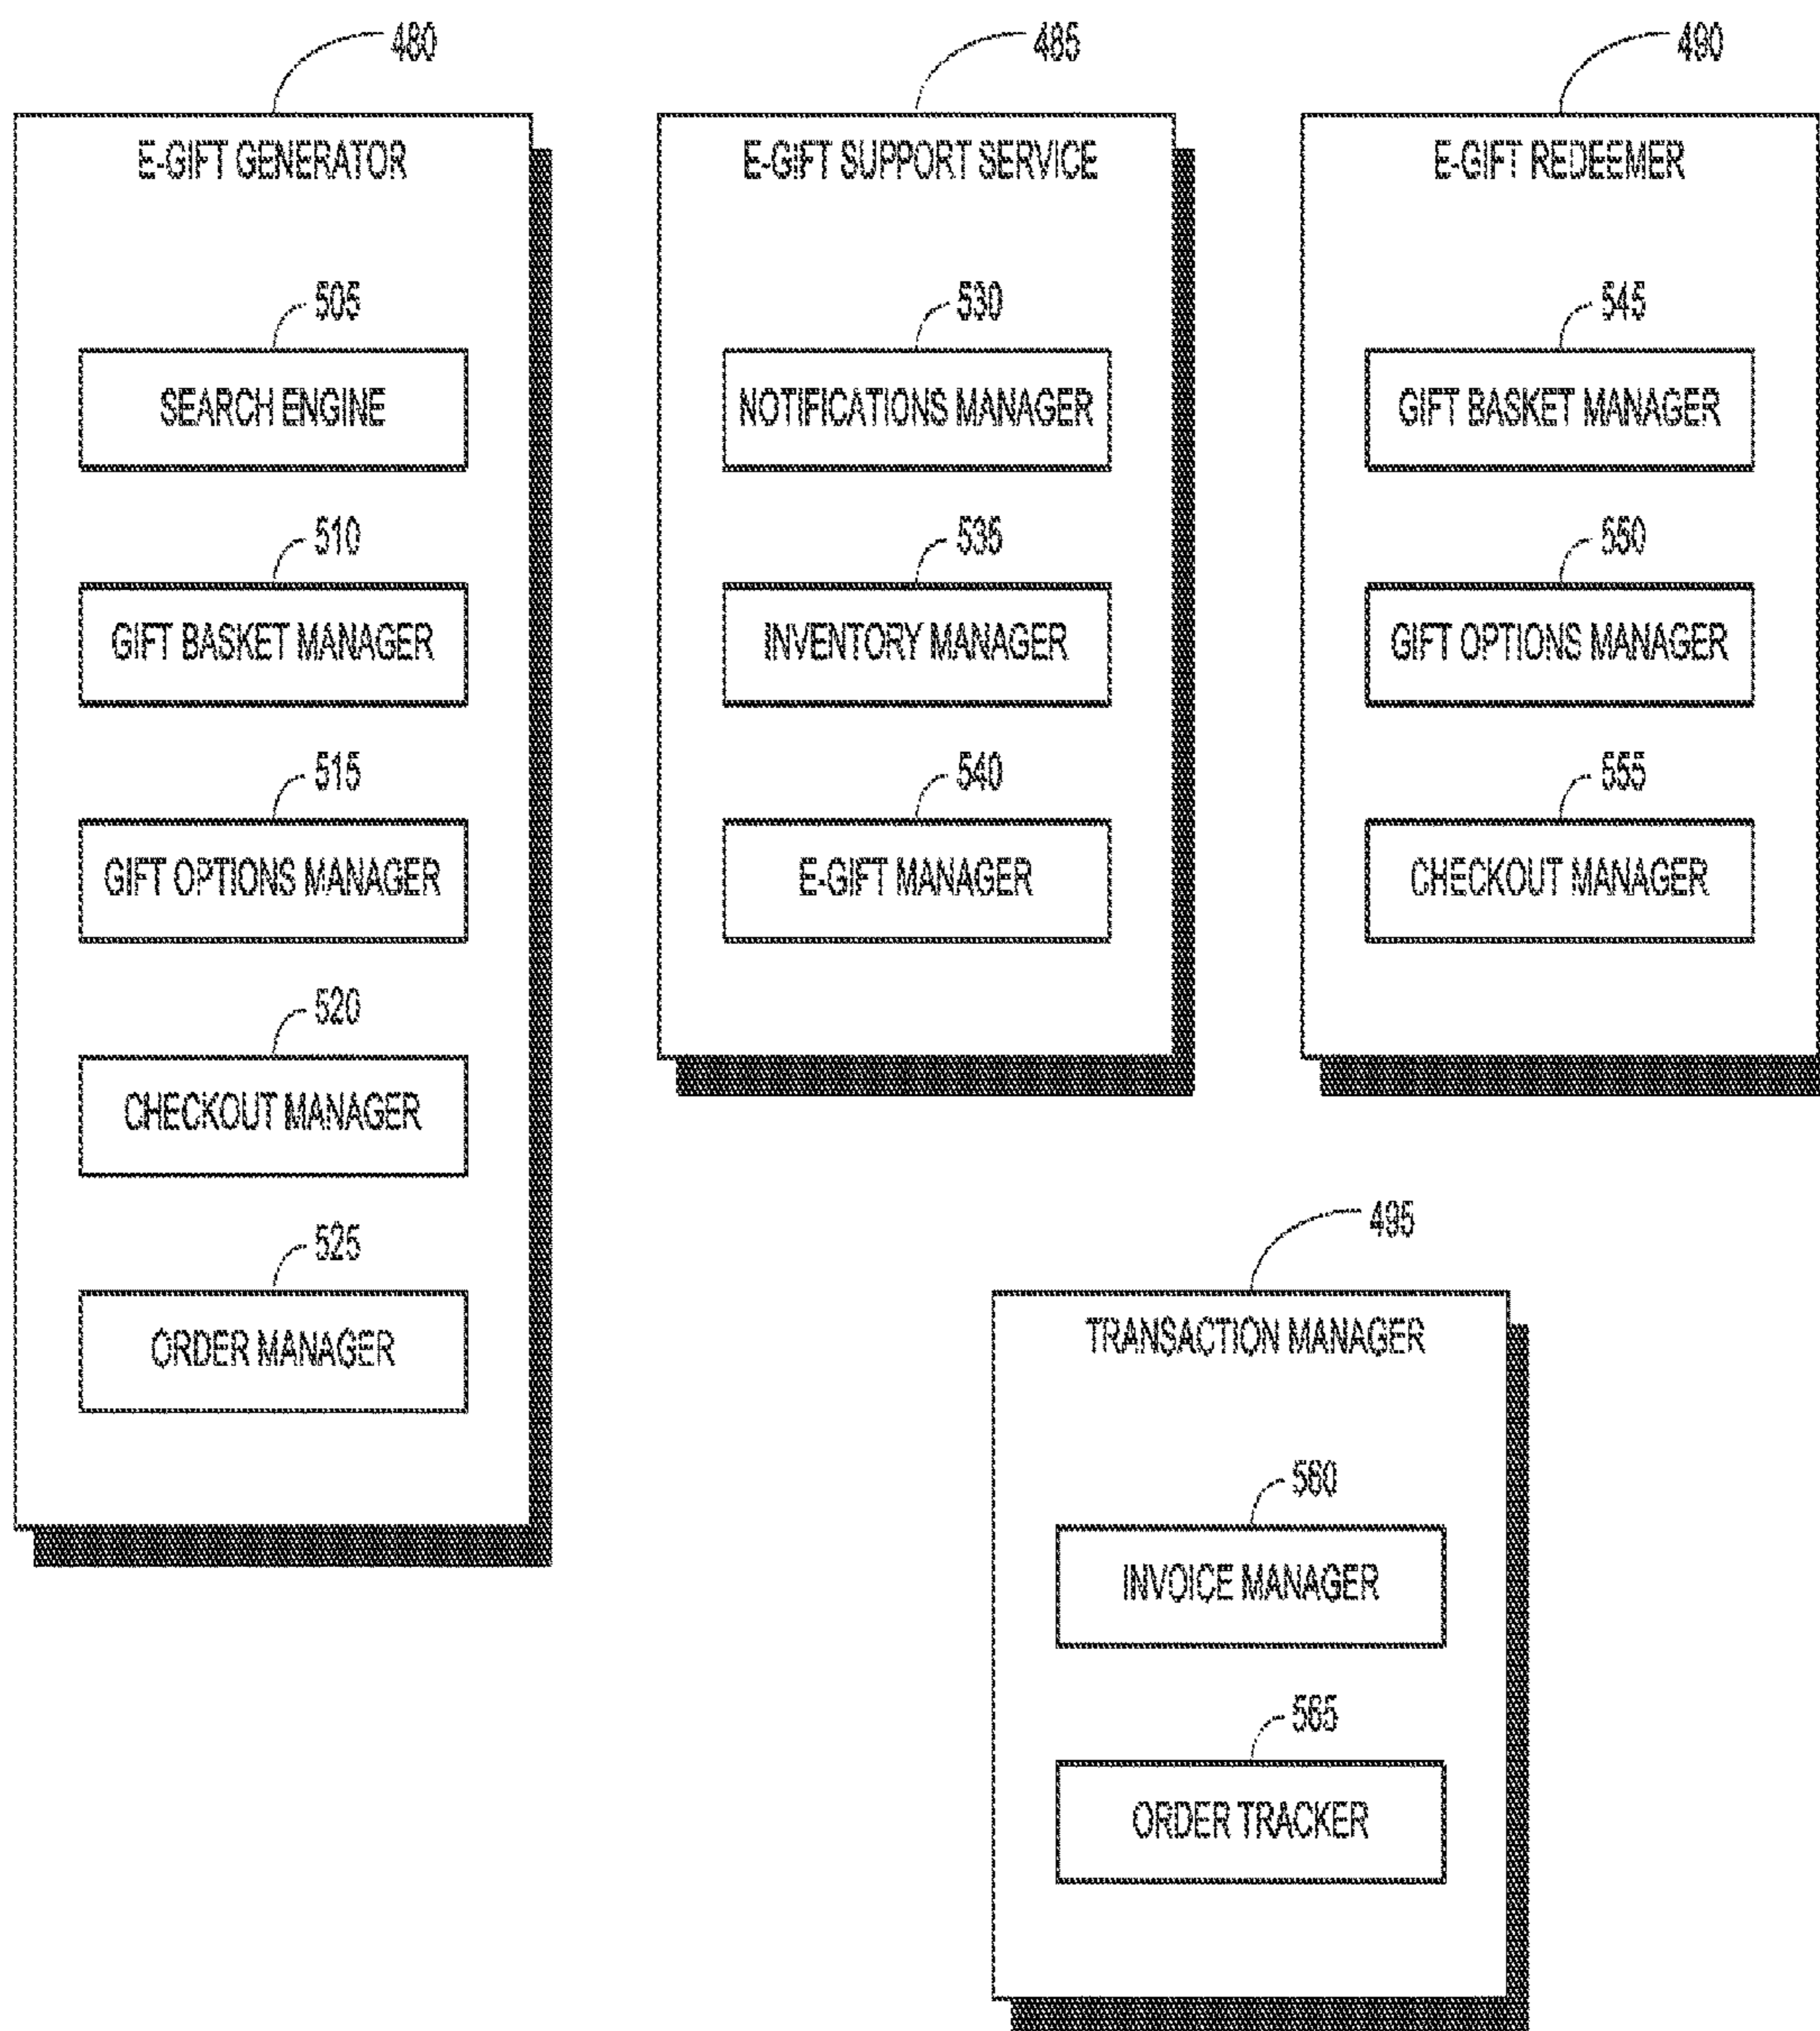 480
E-GIFT GENERATOR
505
SEARCH ENGINE
510
GIFT BASKET MANAGER
515
GIFT OPTIONS MANAGER
520
CHECKOUT MANAGER
525
ORDER MANAGER
485
E-GIFT SUPPORT SERVICE
530
NOTIFICATIONS MANAGER
535
INVENTORY MANAGER
540
E-GIFT MANAGER
490
E-GIFT REDEEMER
545
GIFT BASKET MANAGER
550
GIFT OPTIONS MANAGER
555
CHECKOUT MANAGER
495
TRANSACTION MANAGER
560
INVOICE MANAGER
565
ORDER TRACKER